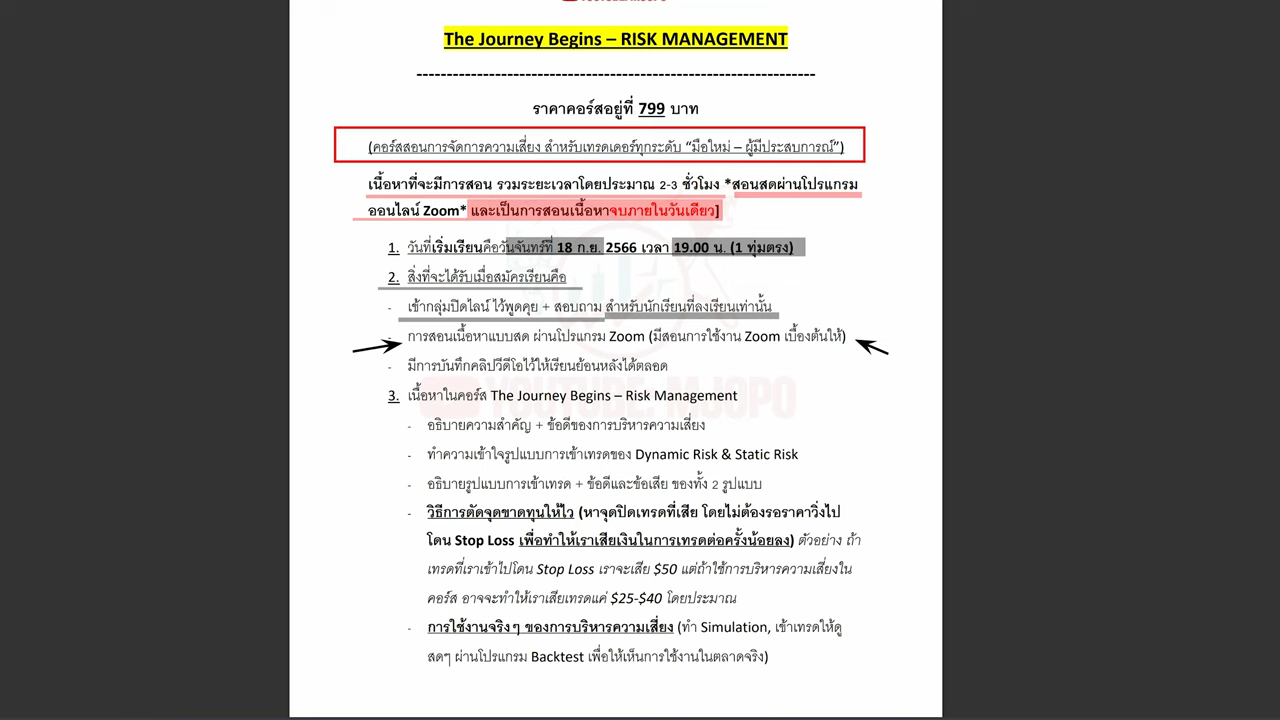 The Journey Begins – RISK MANAGEMENT
-------------------------------------------------------------------
ราคาคอร์สอยู่ที่ 799 บาท
(คอร์สสอนการจัดการความเสี่ยง สำหรับเทรดเดอร์ทุกระดับ “มือใหม่ – ผู้มีประสบการณ์”)
เนื้อหาที่จะมีการสอน รวมระยะเวลาโดยประมาณ 2-3 ชั่วโมง *สอนสดผ่านโปรแกรม
ออนไลน์ Zoom* และเป็นการสอนเนื้อหาจบภายในวันเดียว]
1. วันที่เริ่มเรียนคือวันจันทร์ที่ 18 ก.ย. 2566 เวลา 19.00 น. (1 ทุ่มตรง)
2. สิ่งที่จะได้รับเมื่อสมัครเรียนคือ
- เข้ากลุ่มปิดไลน์ ไว้พูดคุย + สอบถาม สำหรับนักเรียนที่ลงเรียนเท่านั้น
- การสอนเนื้อหาแบบสด ผ่านโปรแกรม Zoom (มีสอนการใช้งาน Zoom เบื้องต้นให้)
- มีการบันทึกคลิปวีดีโอไว้ให้เรียนย้อนหลังได้ตลอด
YOUTUBE: MJOPO
3. เนื้อหาในคอร์ส The Journey Begins – Risk Management
- อธิบายความสำคัญ + ข้อดีของการบริหารความเสี่ยง
- ทำความเข้าใจรูปแบบการเข้าเทรดของ Dynamic Risk & Static Risk
- อธิบายรูปแบบการเข้าเทรด + ข้อดีและข้อเสีย ของทั้ง 2 รูปแบบ
- วิธีการตัดจุดขาดทุนให้ไว (หาจุดปิดเทรดที่เสีย โดยไม่ต้องรอราคาวิ่งไป
โดน Stop Loss เพื่อทำให้เราเสียเงินในการเทรดต่อครั้งน้อยลง) ตัวอย่าง ถ้า
เทรดที่เราเข้าไปโดน Stop Loss เราจะเสีย $50 แต่ถ้าใช้การบริหารความเสี่ยงใน
คอร์ส อาจจะทำให้เราเสียเทรดแค่ $25-$40 โดยประมาณ
- การใช้งานจริงๆ ของการบริหารความเสี่ยง (ทำ Simulation, เข้าเทรดให้ดู
สดๆ ผ่านโปรแกรม Backtest เพื่อให้เห็นการใช้งานในตลาดจริง)